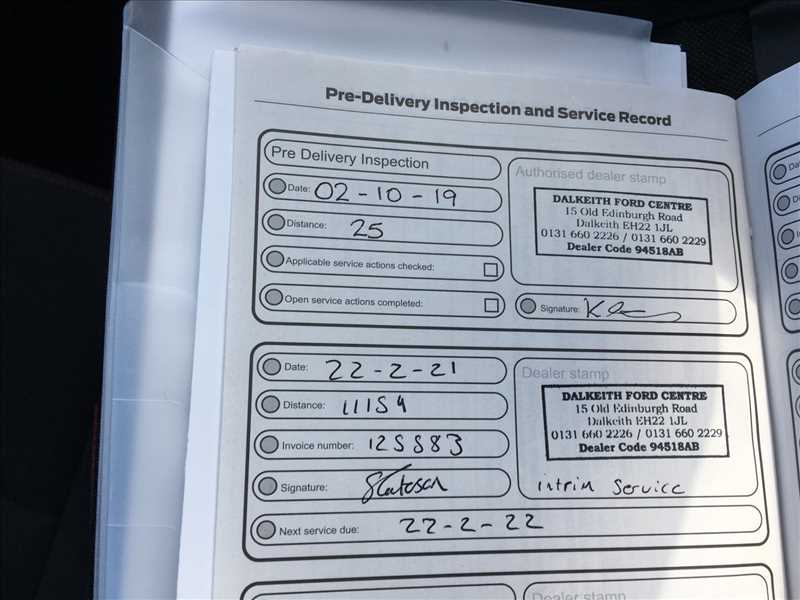 Pre-Delivery Inspection and Service Record
Pre Delivery Inspection
Date: 02-10-19
Distance: 25
Applicable service actions checked:
Open service actions completed:
Authorised dealer stamp
DALKEITH FORD CENTRE
15 Old Edinburgh Road
Dalkeith EH22 1JL
0131 660 2226 / 0131 660 2229
Dealer Code 94518AB
Signature:
Date: 22-2-21
Distance: 11154
Invoice number: 125583
Signature:
Next service due: 22-2-22
Dealer stamp
DALKEITH FORD CENTRE
15 Old Edinburgh Road
Dalkeith EH22 1JL
0131 660 2226 / 0131 660 2229
Dealer Code 94518AB
intrim service
Dealer stamp